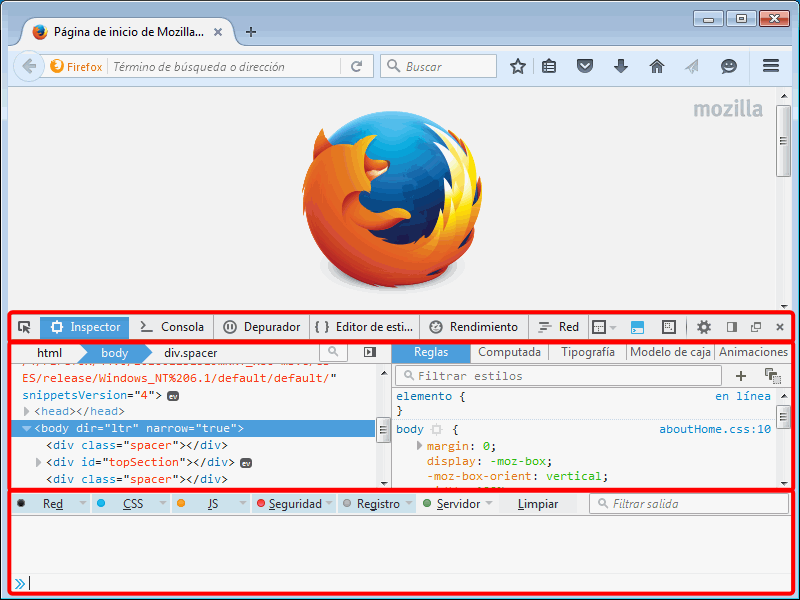 Página de inicio de Mozilla...
Firefox Término de búsqueda o dirección Buscar
mozilla
Inspector Consola Depurador { } Editor de esti... Rendimiento Red
html body div.spacer
ES/release/Windows_NT%206.1/default/default/"
snippetsVersion="4"> ev
<head></head>
<body dir="ltr" narrow="true">
<div class="spacer"></div>
<div id="topSection"></div> ev
<div class="spacer"></div>
Reglas Computada Tipografía Modelo de caja Animaciones
Filtrar estilos
elemento { en línea
}
body { aboutHome.css:10
margin: 0;
display: -moz-box;
-moz-box-orient: vertical;
Red CSS JS Seguridad Registro Servidor Limpiar Filtrar salida